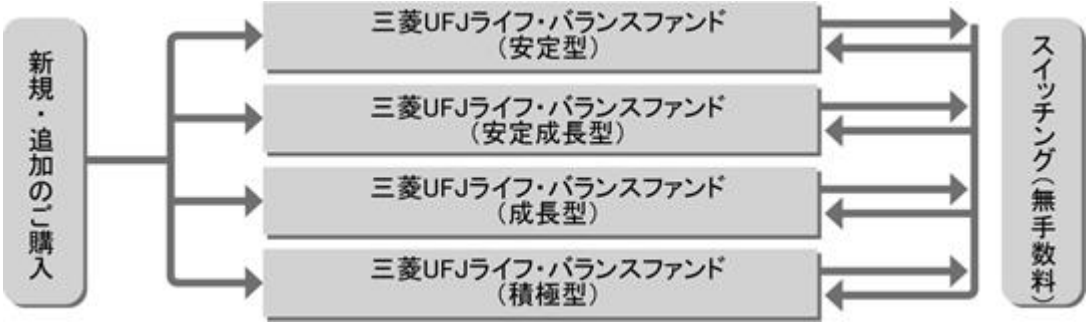 新規・追加のご購入
三菱UFJライフ・バランスファンド
（安定型）
三菱UFJライフ・バランスファンド
（安定成長型）
三菱UFJライフ・バランスファンド
（成長型）
三菱UFJライフ・バランスファンド
（積極型）
スイッチング（無手数料）